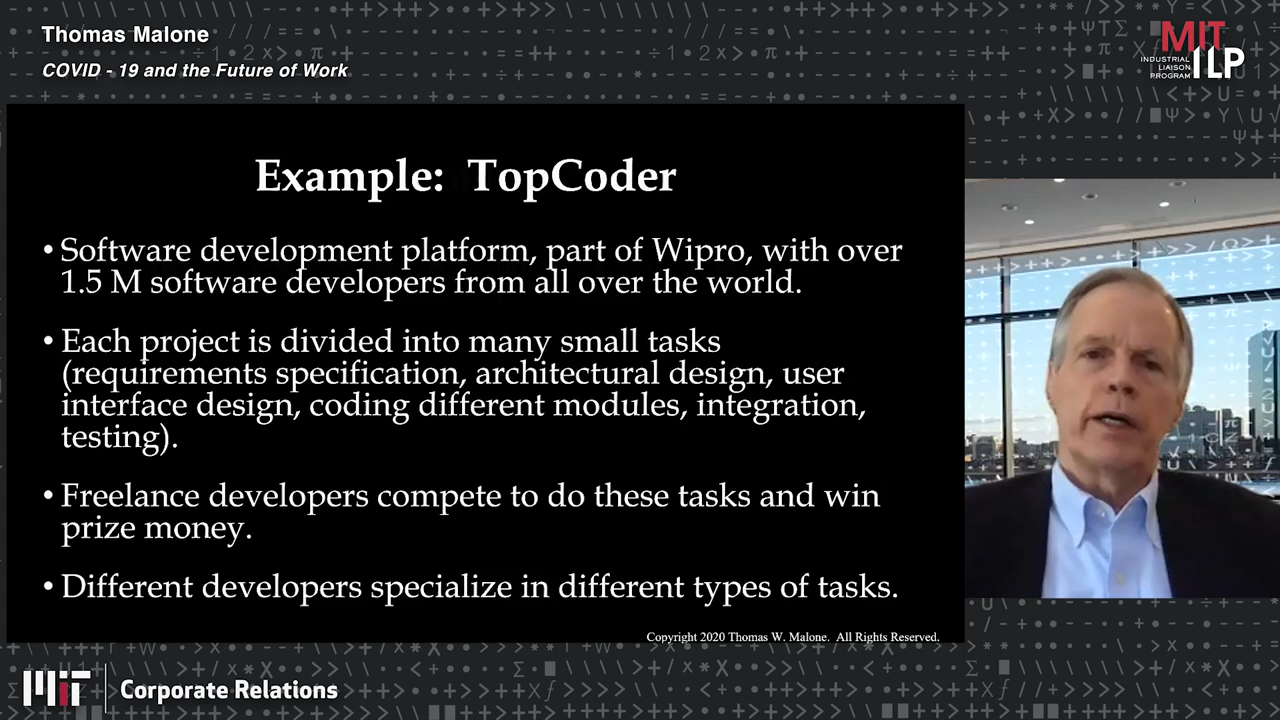 Thomas Malone
COVID - 19 and the Future of Work
MIT
INDUSTRIAL
LIAISON
PROGRAM
ILP
Example: TopCoder
• Software development platform, part of Wipro, with over
1.5 M software developers from all over the world.
• Each project is divided into many small tasks
(requirements specification, architectural design, user
interface design, coding different modules, integration,
testing).
• Freelance developers compete to do these tasks and win
prize money.
• Different developers specialize in different types of tasks.
Copyright 2020 Thomas W. Malone. All Rights Reserved.
MIT
Corporate Relations